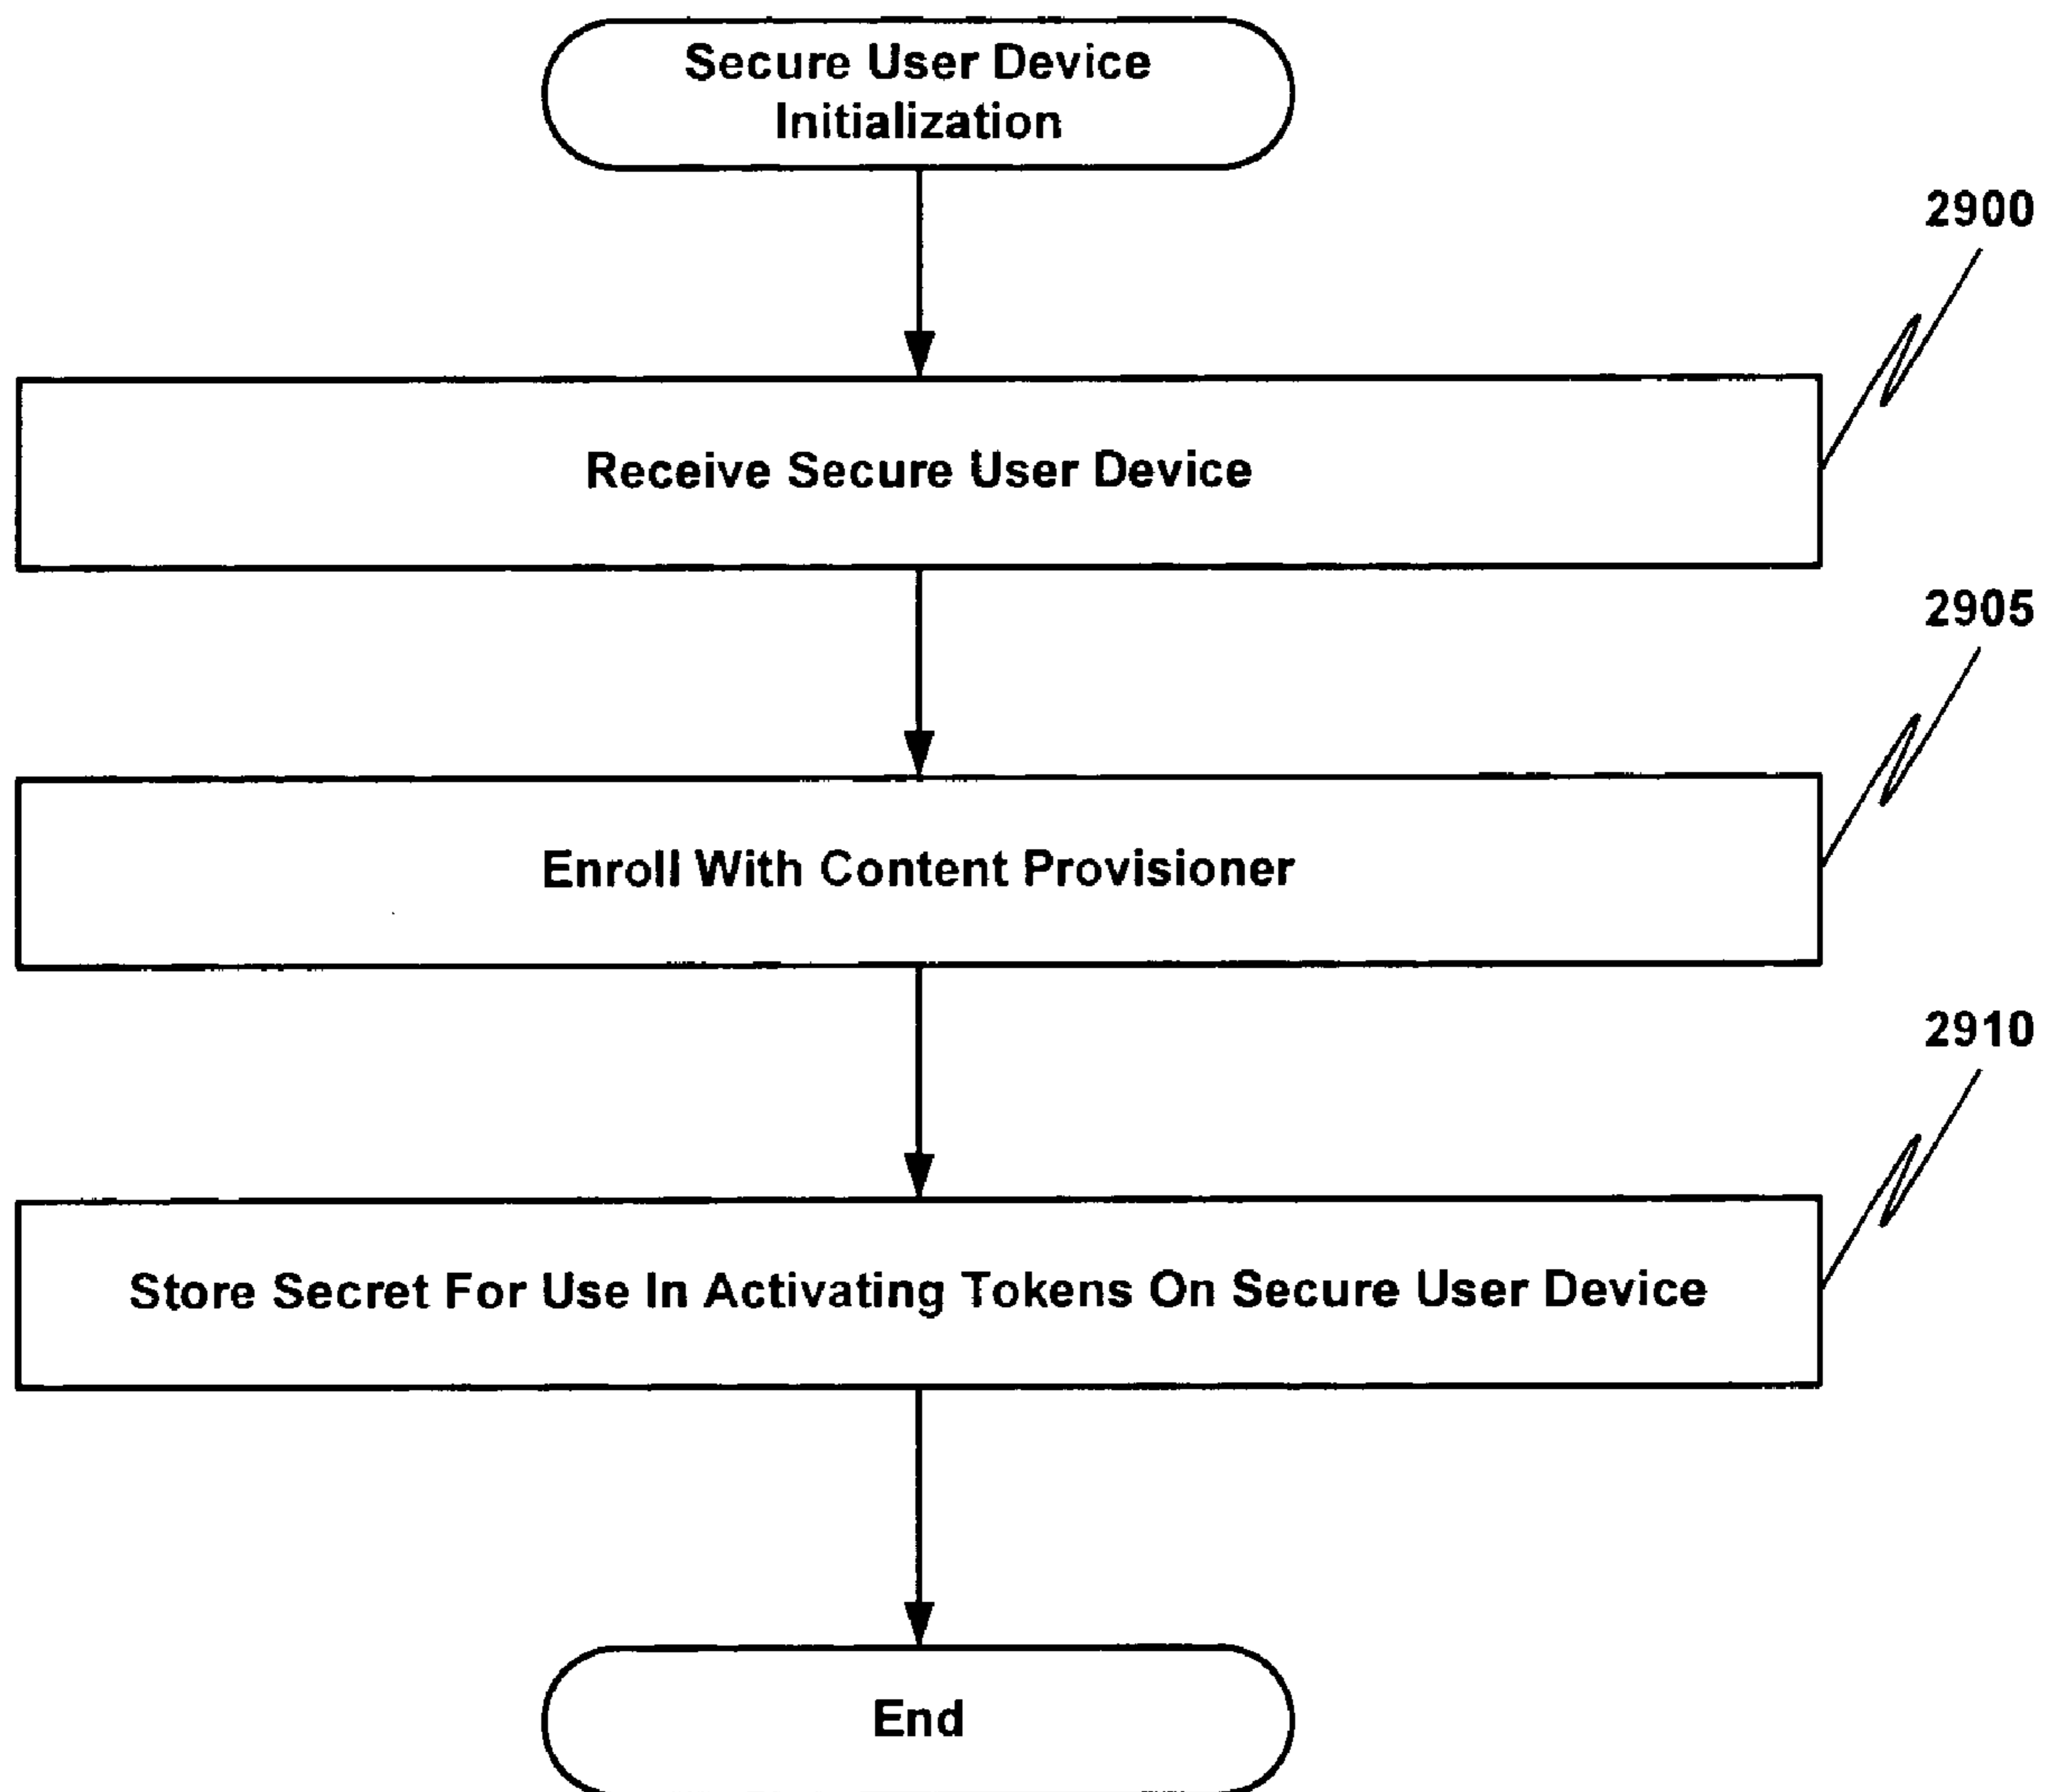 Secure User Device
Initialization
2900
Receive Secure User Device
2905
Enroll With Content Provisioner
2910
Store Secret For Use In Activating Tokens On Secure User Device
End